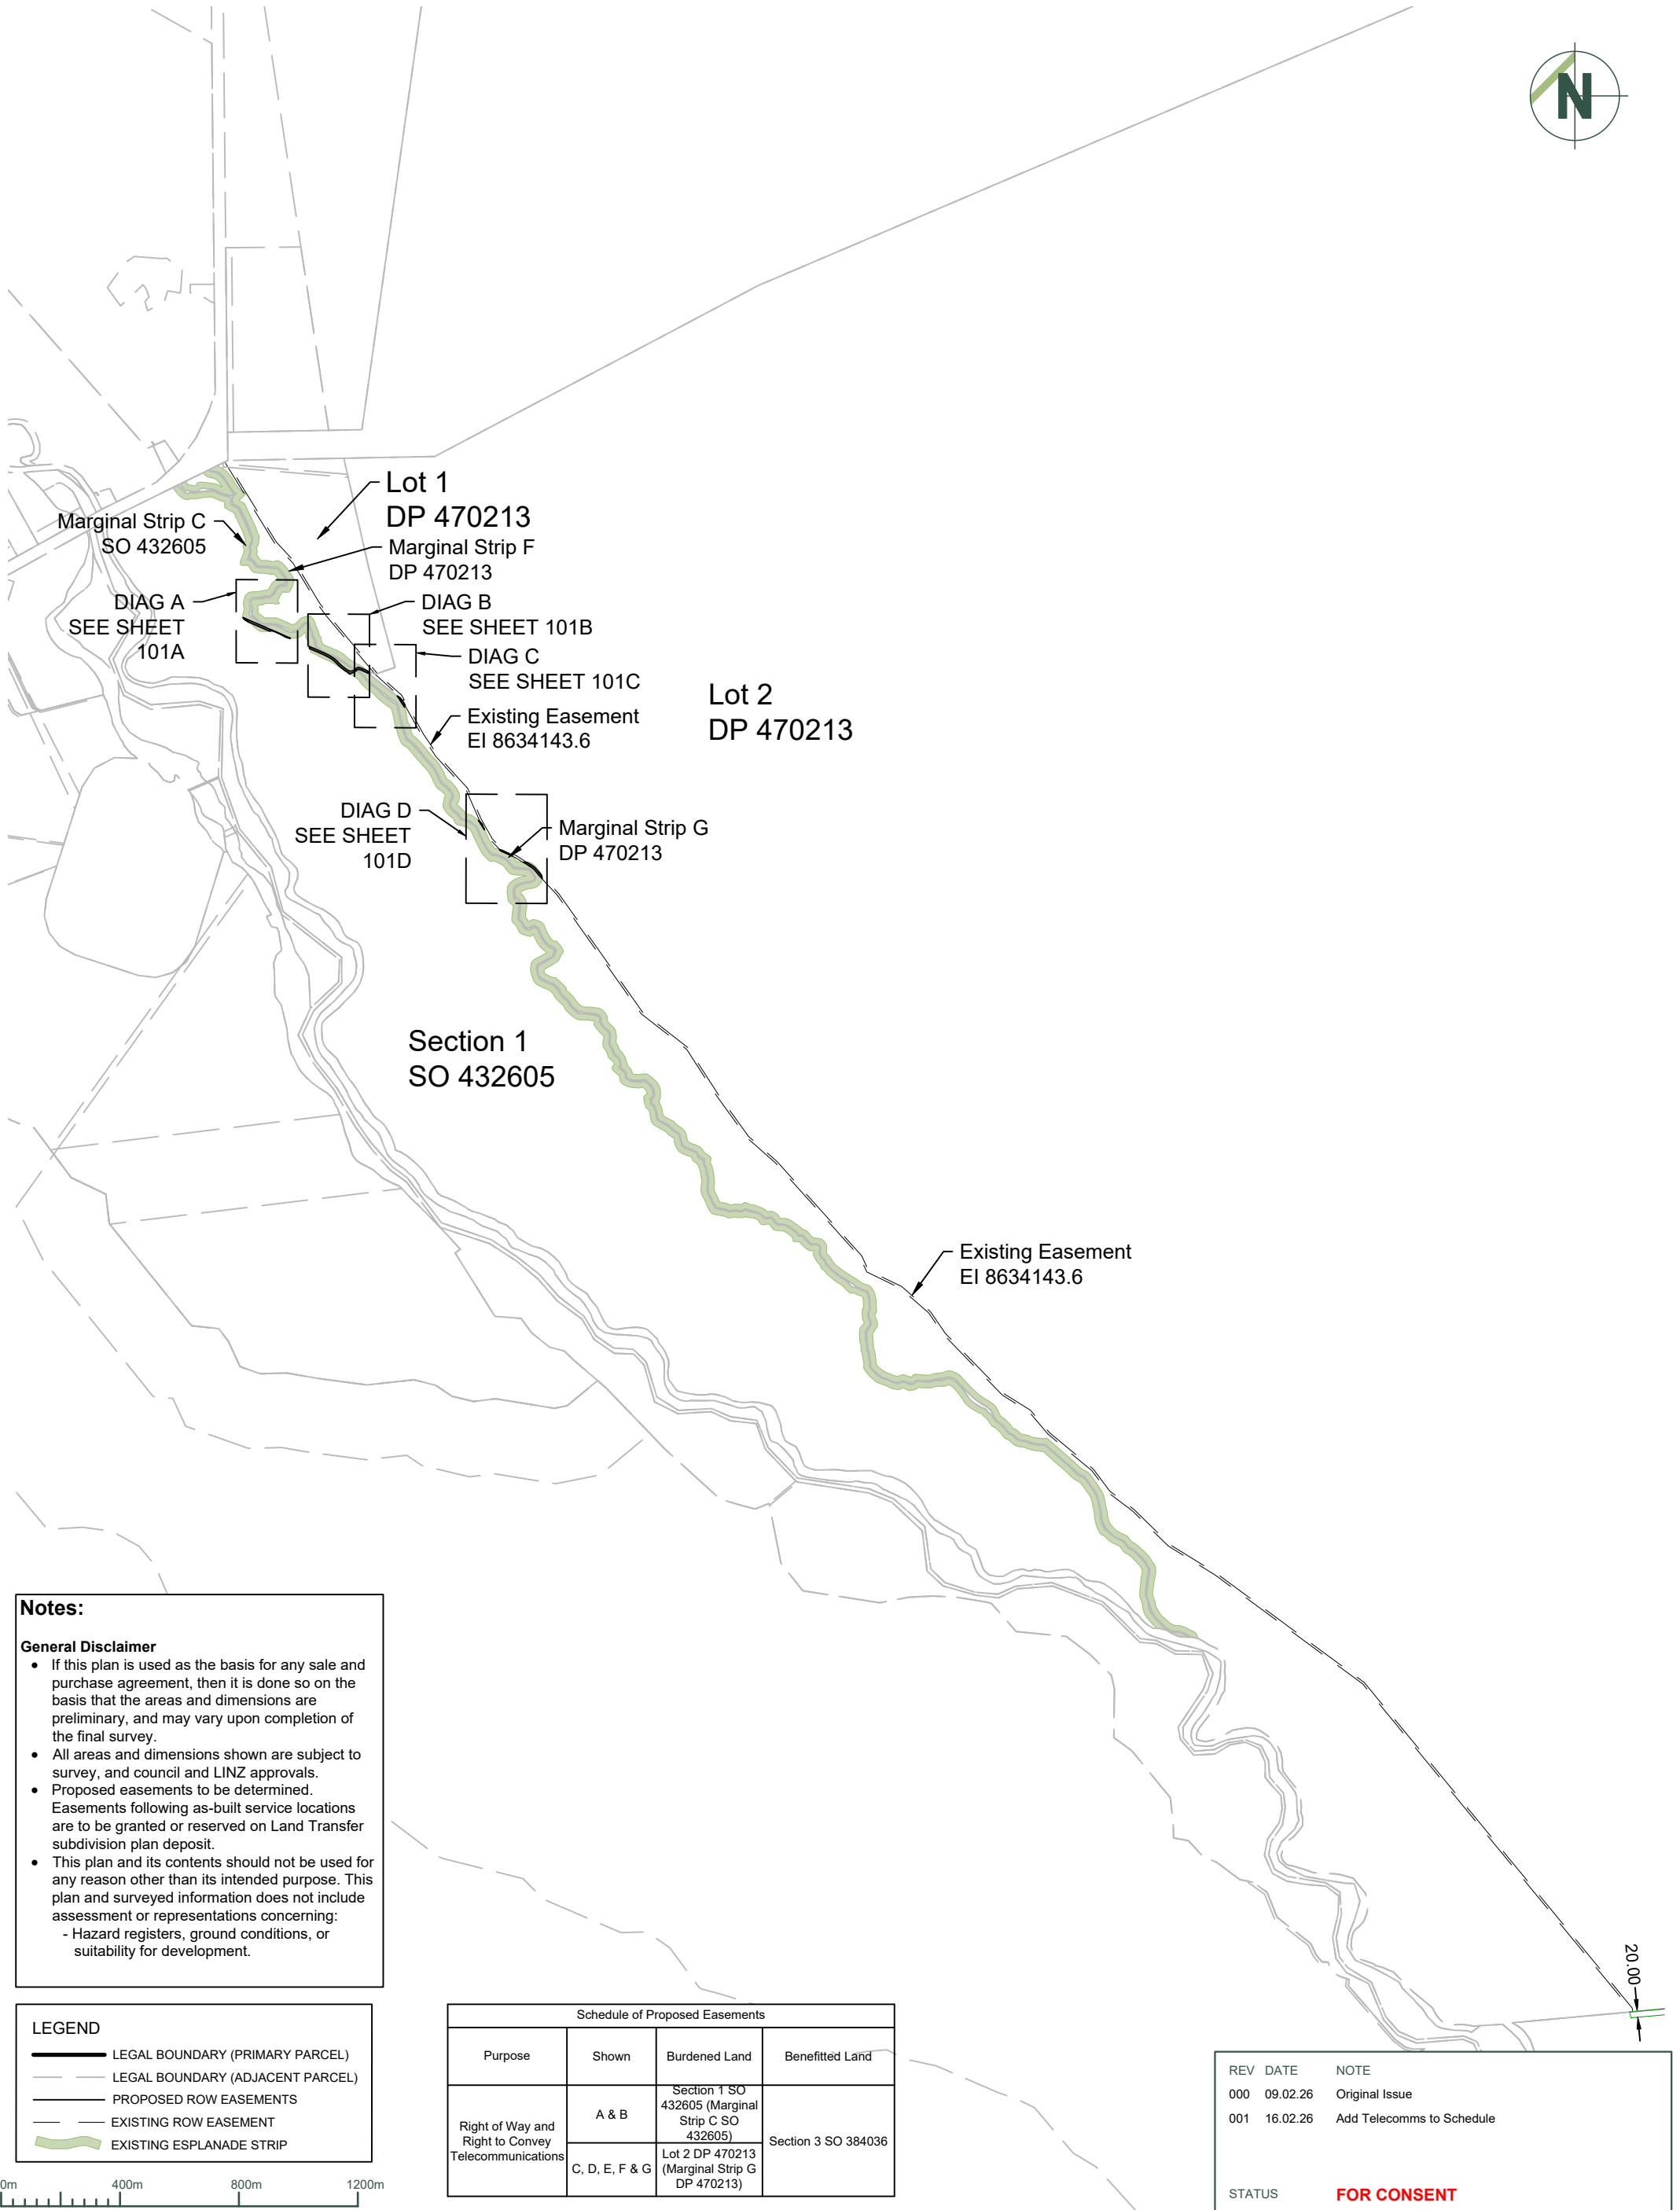 N
Lot 1
DP 470213
Marginal Strip C
SO 432605
Marginal Strip F
DP 470213
DIAG A
SEE SHEET
101A
DIAG B
SEE SHEET 101B
DIAG C
SEE SHEET 101C
Lot 2
DP 470213
Existing Easement
EI 8634143.6
DIAG D
SEE SHEET
101D
Marginal Strip G
DP 470213
Section 1
SO 432605
Existing Easement
EI 8634143.6
20.00
Notes:
General Disclaimer
• If this plan is used as the basis for any sale and
purchase agreement, then it is done so on the
basis that the areas and dimensions are
preliminary, and may vary upon completion of
the final survey.
• All areas and dimensions shown are subject to
survey, and council and LINZ approvals.
• Proposed easements to be determined.
Easements following as-built service locations
are to be granted or reserved on Land Transfer
subdivision plan deposit.
• This plan and its contents should not be used for
any reason other than its intended purpose. This
plan and surveyed information does not include
assessment or representations concerning:
- Hazard registers, ground conditions, or
suitability for development.
LEGEND
LEGAL BOUNDARY (PRIMARY PARCEL)
LEGAL BOUNDARY (ADJACENT PARCEL)
PROPOSED ROW EASEMENTS
EXISTING ROW EASEMENT
EXISTING ESPLANADE STRIP
0m 400m 800m 1200m
Schedule of Proposed Easements
Purpose Shown Burdened Land Benefitted Land
Right of Way and
Right to Convey
Telecommunications
A & B
Section 1 SO
432605 (Marginal
Strip C SO
432605)
C, D, E, F & G
Lot 2 DP 470213
(Marginal Strip G
DP 470213)
Section 3 SO 384036
REV DATE NOTE
000 09.02.26 Original Issue
001 16.02.26 Add Telecomms to Schedule
STATUS FOR CONSENT